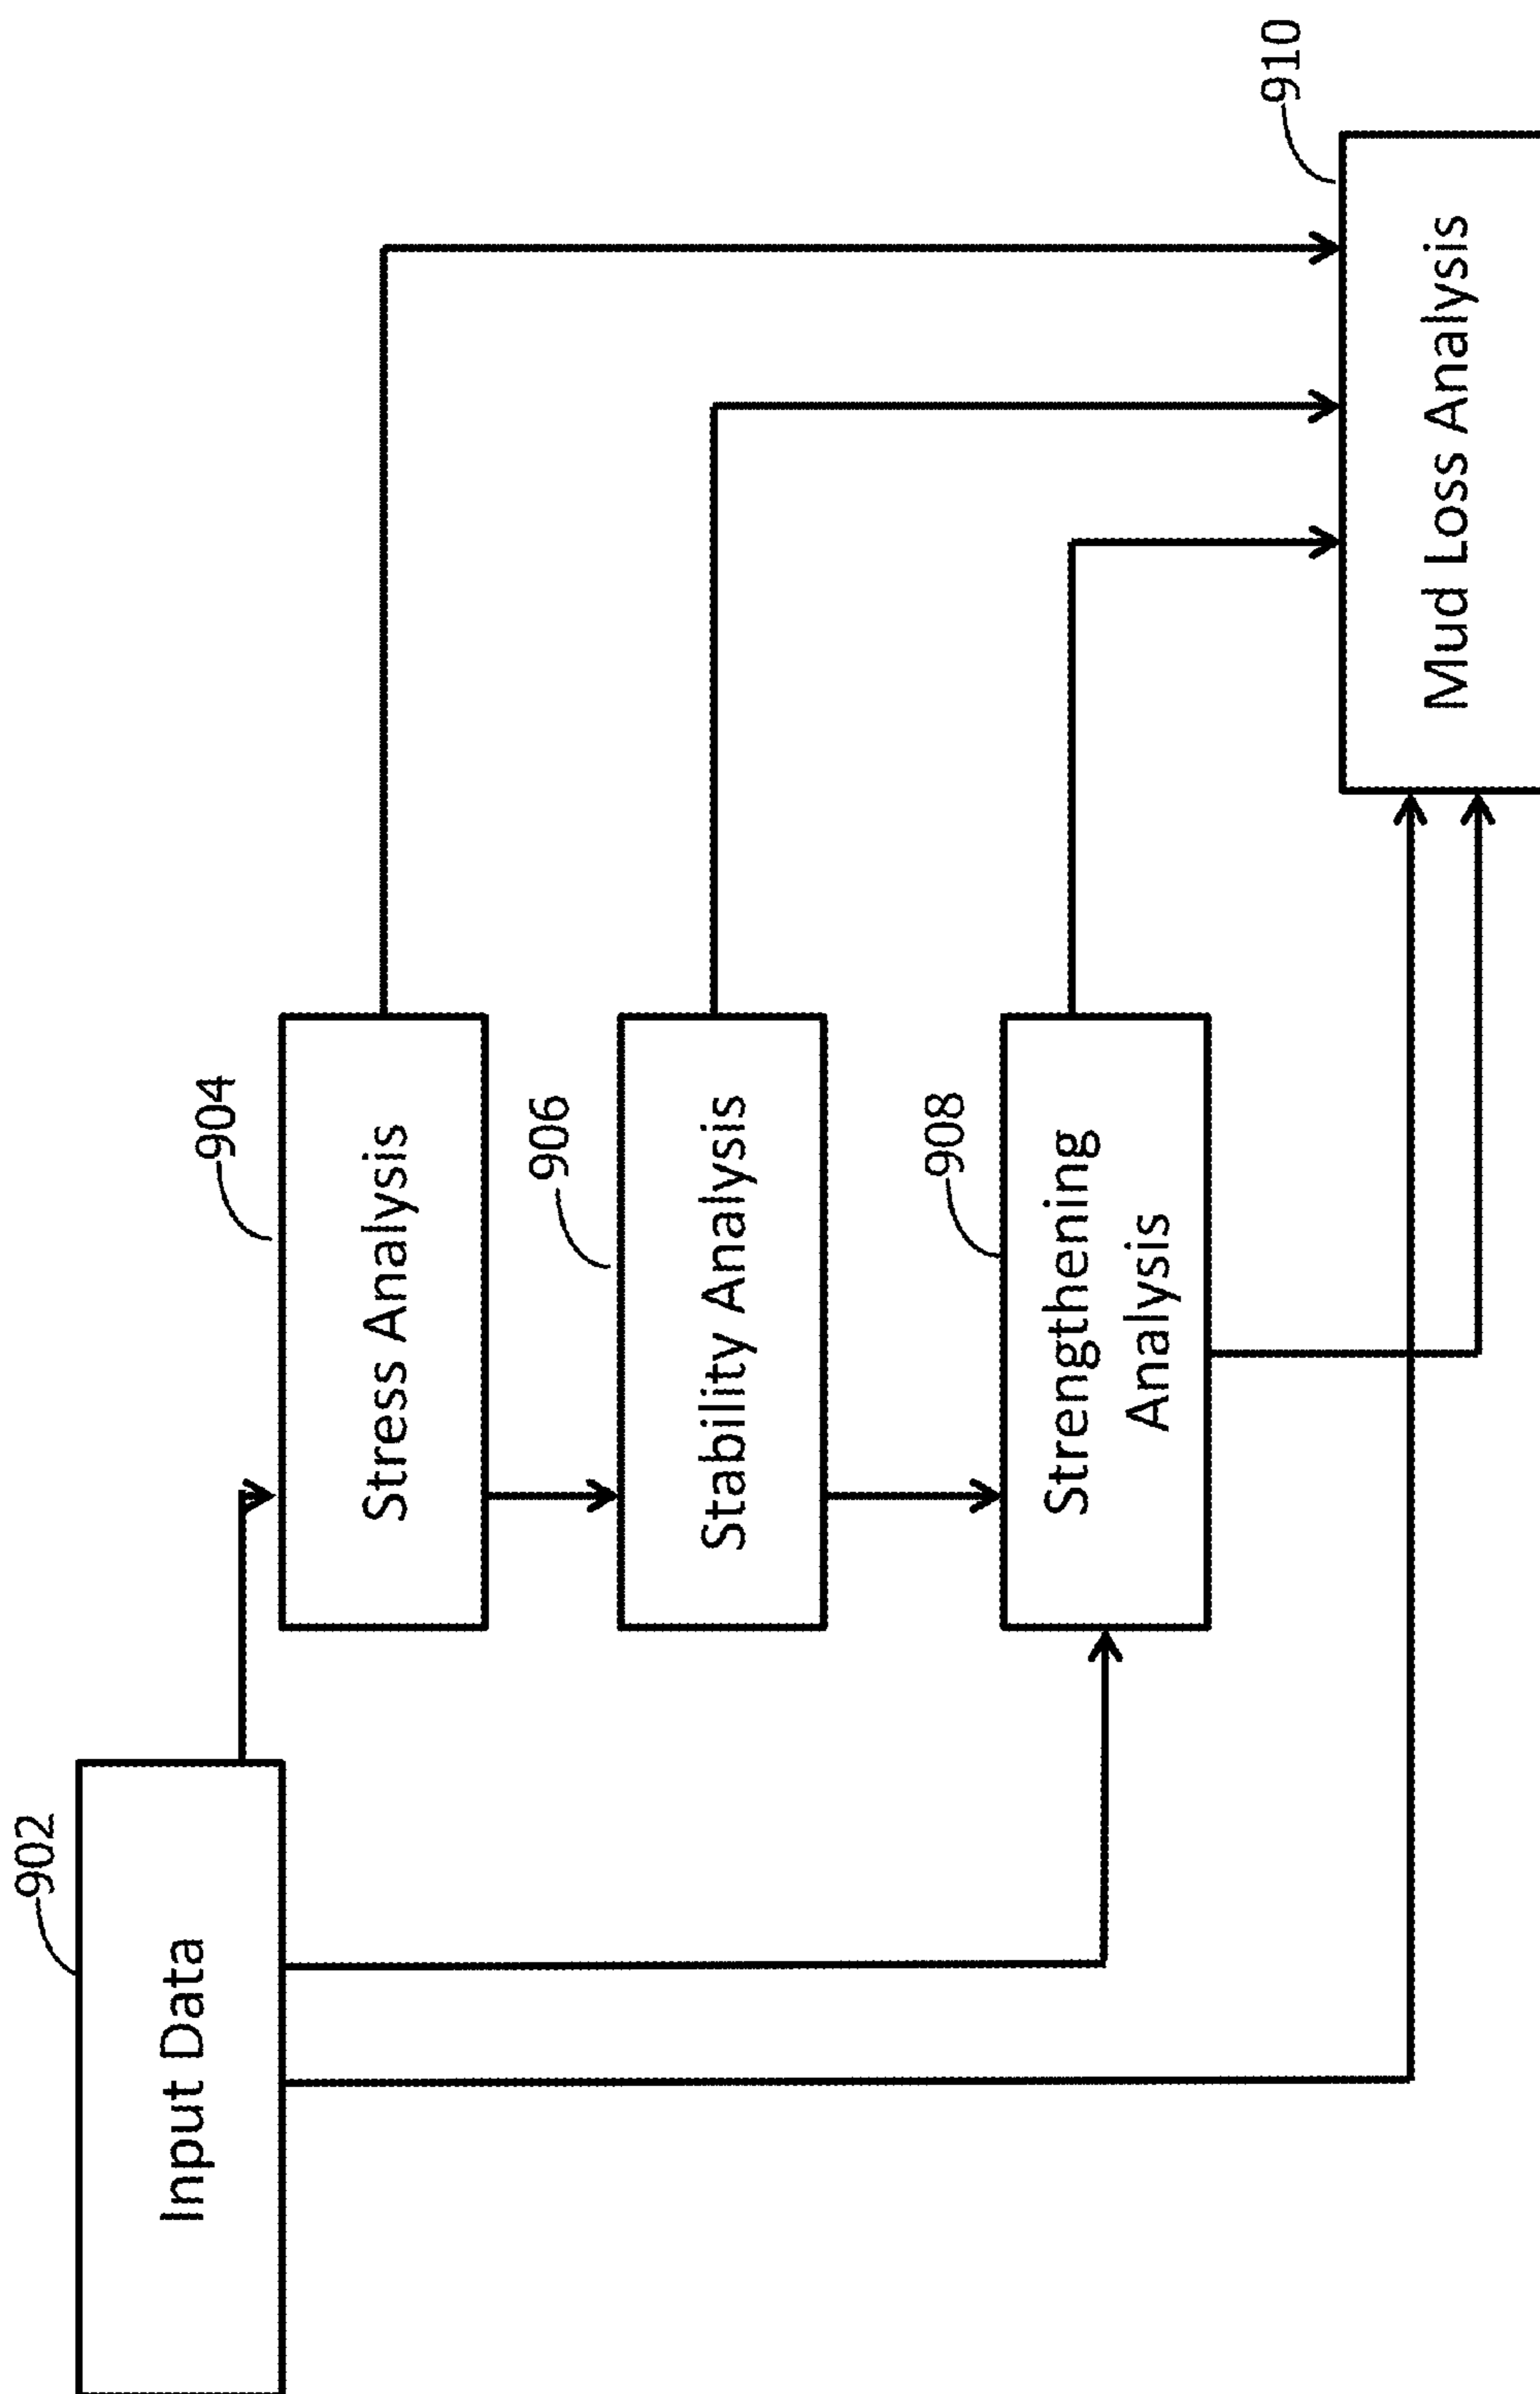 902
Input Data
904
Stress Analysis
906
Stability Analysis
908
Strengthening
Analysis
910
Mud Loss Analysis